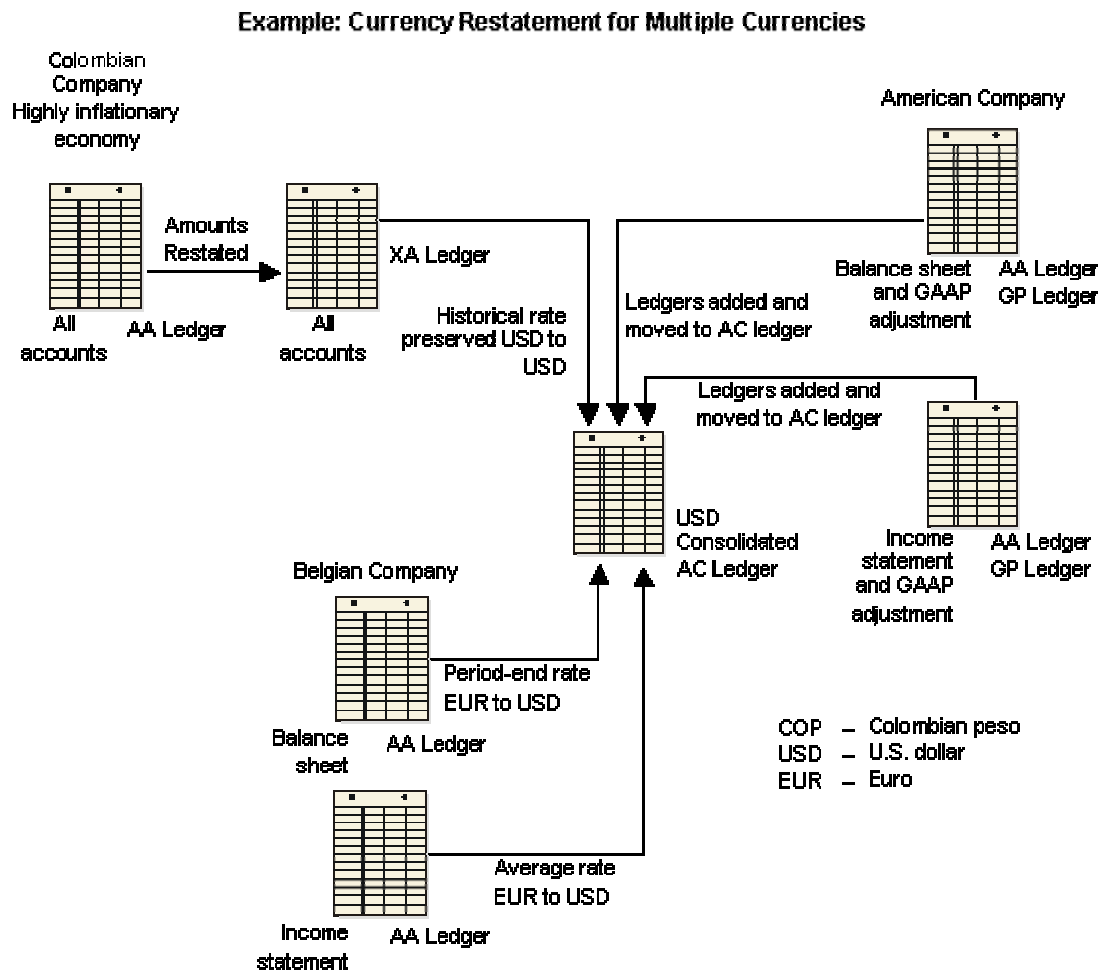 Example: Currency Restatement for Multiple Currencies
Colombian
Company
Highly inflationary
economy
Amounts
Restated
All
accounts
AA Ledger
All
accounts
XA Ledger
Historical rate
preserved USD to
USD
American Company
Balance sheet
and GAAP
adjustment
AA Ledger
GP Ledger
Ledgers added and
moved to AC ledger
Ledgers added and
moved to AC ledger
Income
statement
and GAAP
adjustment
AA Ledger
GP Ledger
USD
Consolidated
AC Ledger
Belgian Company
Period-end rate
EUR to USD
Balance
sheet
AA Ledger
Average rate
EUR to USD
Income
statement
AA Ledger
COP – Colombian peso
USD – U.S. dollar
EUR – Euro